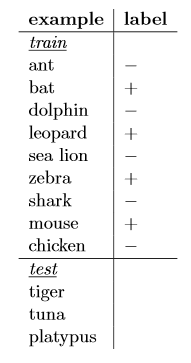 example label
train
ant −
bat +
dolphin −
leopard +
sea lion −
zebra +
shark −
mouse +
chicken −
test
tiger
tuna
platypus